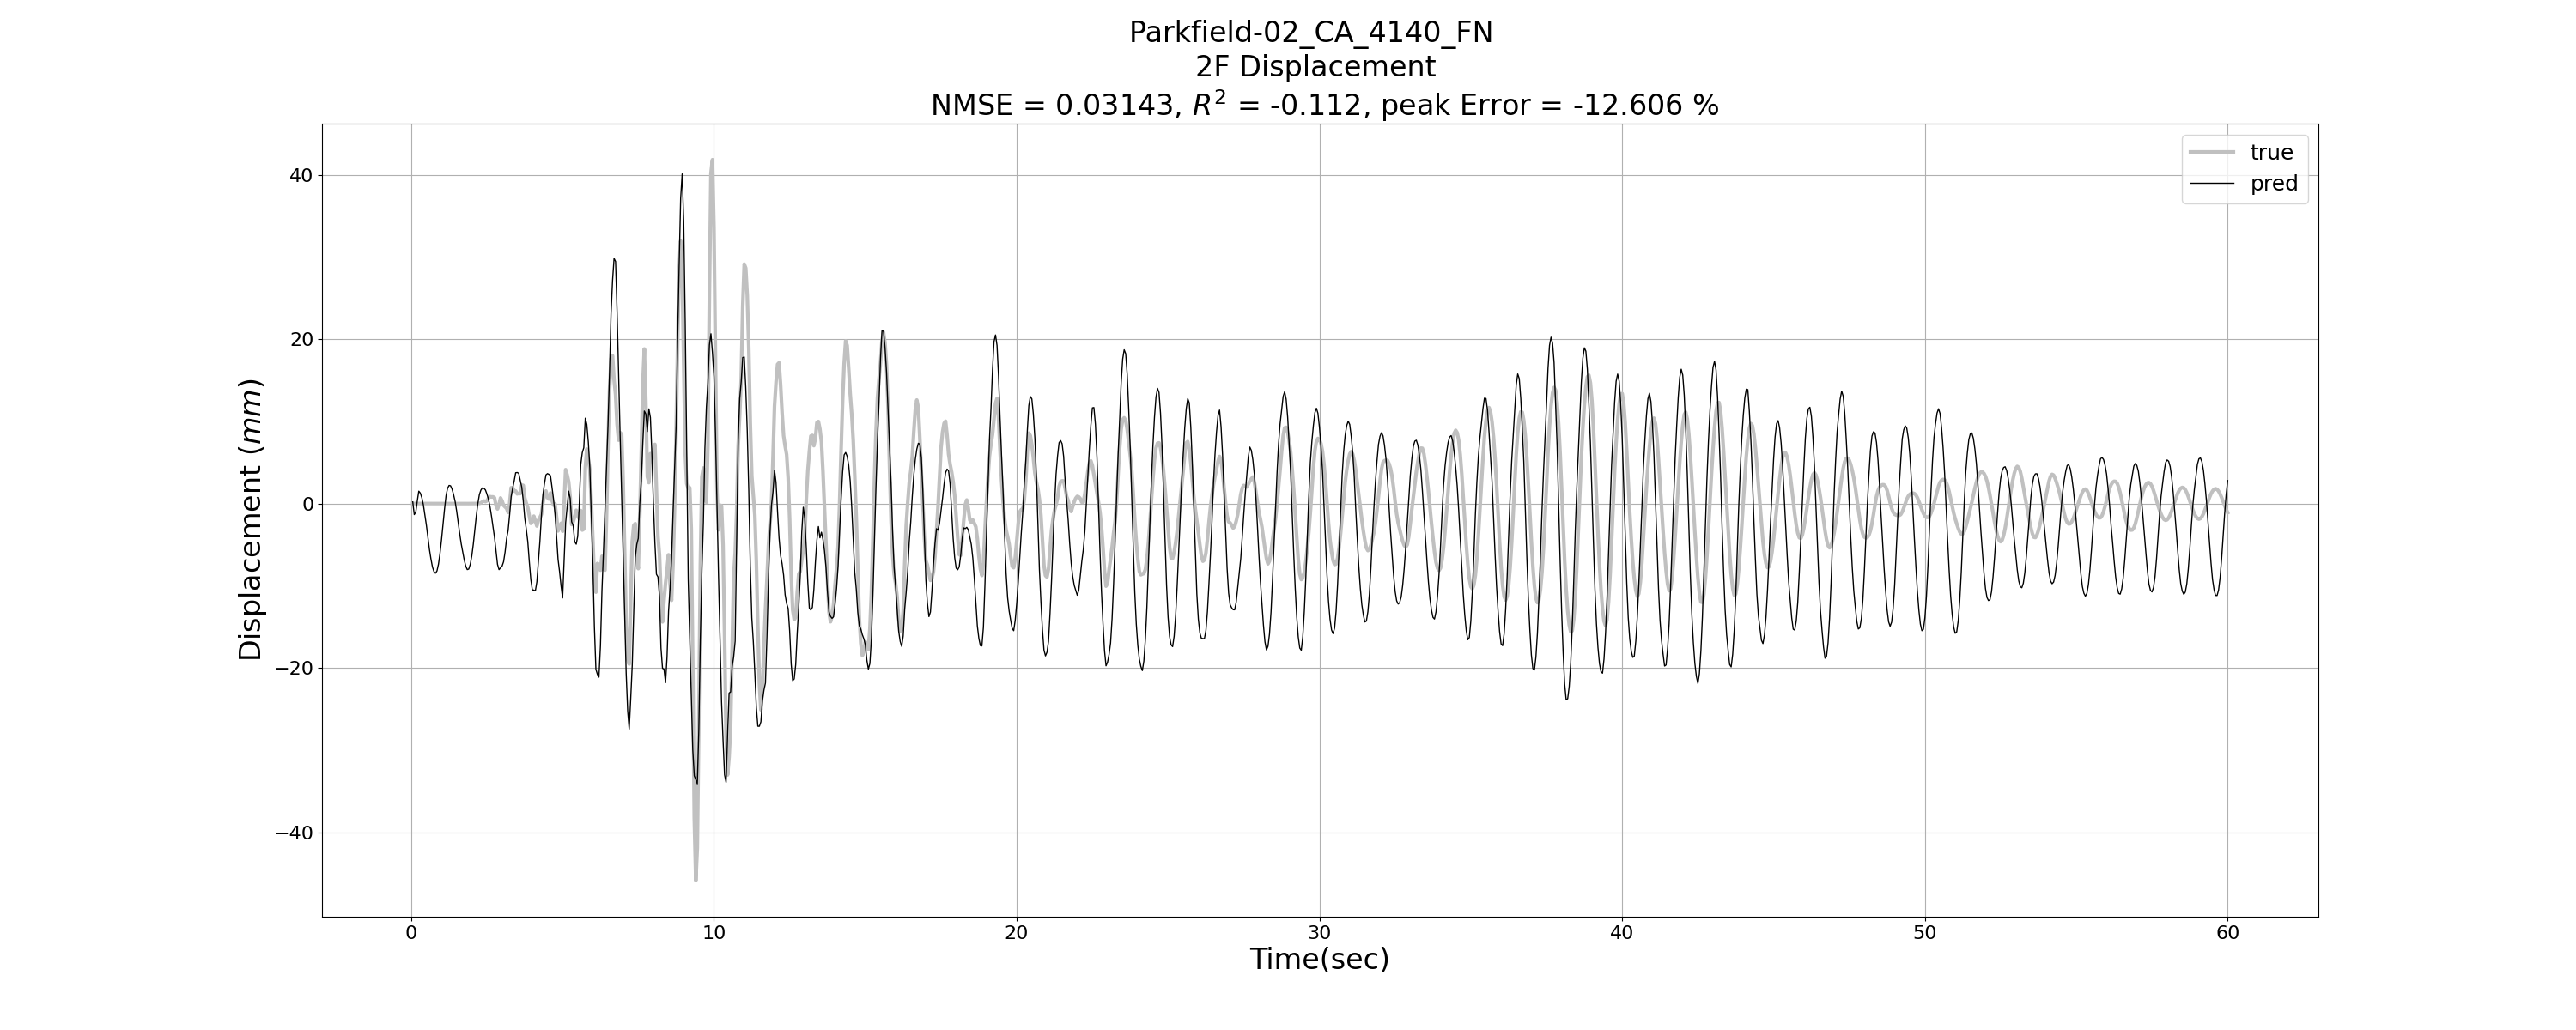 Parkfield-02_CA_4140_FN
2F Displacement
NMSE = 0.03143, R² = -0.112, peak Error = -12.606 %
true
pred
Displacement (mm)
40
20
0
−20
−40
0 10 20 30 40 50 60
Time(sec)